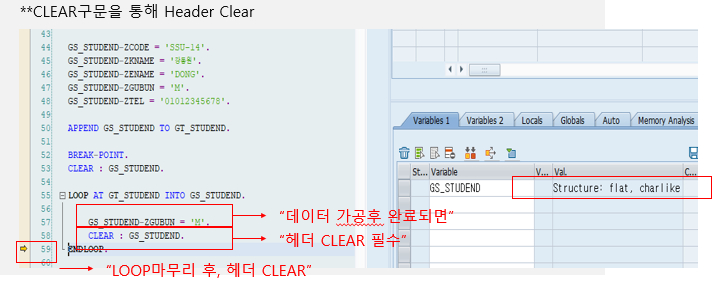 **CLEAR구문을 통해 Header Clear
43
44 GS_STUDEND-ZCODE = 'SSU-14'.
45 GS_STUDEND-ZKNAME = '
46 GS_STUDEND-ZENAME = 'DONG'.
47 GS_STUDEND-ZGUBUN = 'M'.
48 GS_STUDEND-ZTEL = '01012345678'.
49
50 APPEND GS_STUDEND TO GT_STUDEND.
51
52 BREAK-POINT.
53 CLEAR : GS_STUDEND.
54
55 LOOP AT GT_STUDEND INTO GS_STUDEND.
56
57 GS_STUDEND-ZGUBUN = 'M'.
58 CLEAR : GS_STUDEND.
59 ENDLOOP.
60
"데이터 가공후 완료되면"
"헤더 CLEAR 필수"
"LOOP마무리 후, 헤더 CLEAR"
Variables 1 Variables 2 Locals Globals Auto Memory Analysis
St... Variable V... Val. C...
GS_STUDEND Structure: flat, charlike